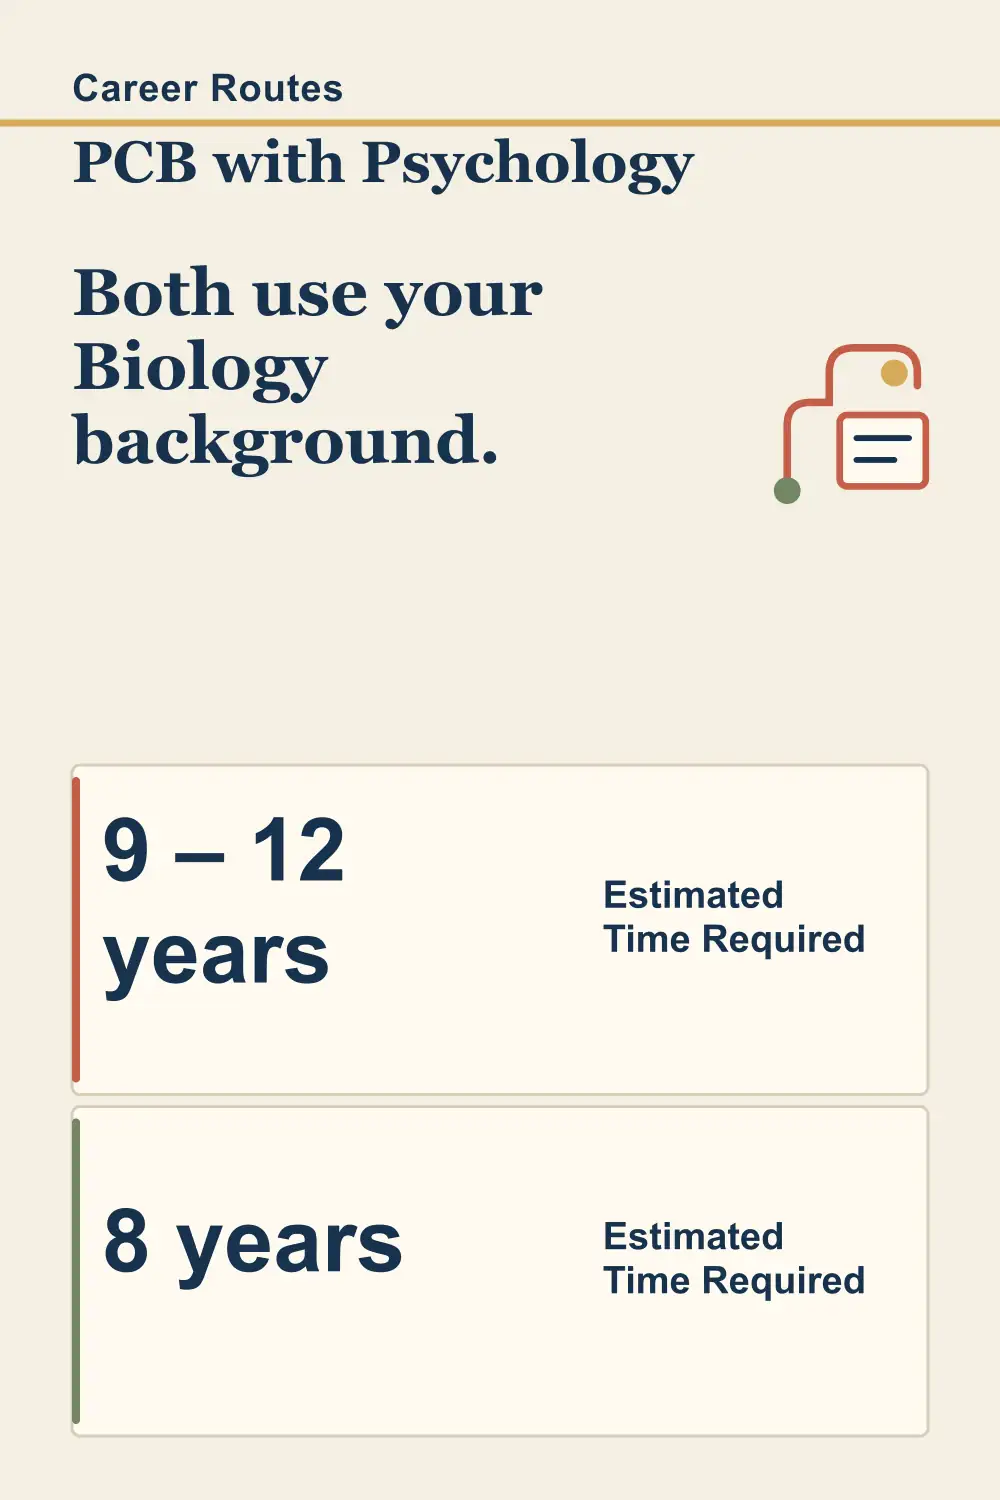 Career Routes
PCB with Psychology
Both use your
Biology
background.
9 – 12
years
Estimated
Time Required
8 years
Estimated
Time Required